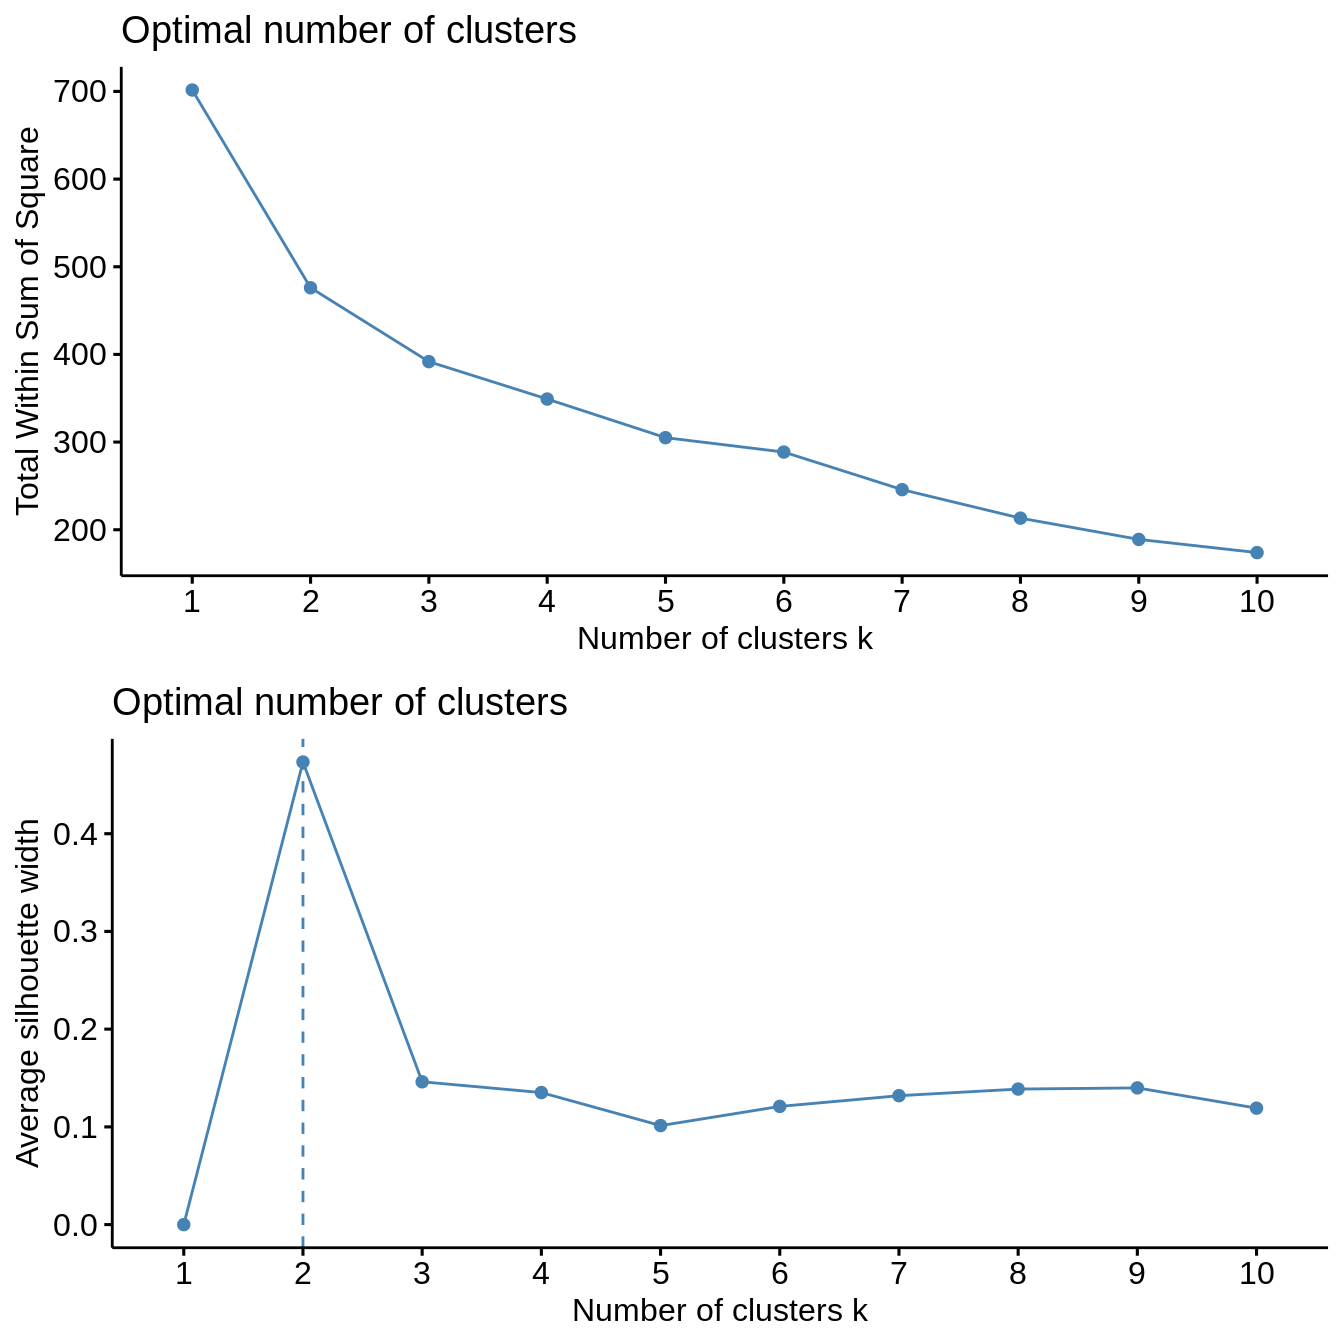 Optimal number of clusters
Total Within Sum of Square
700
600
500
400
300
200
1 2 3 4 5 6 7 8 9 10
Number of clusters k
Optimal number of clusters
Average silhouette width
0.4
0.3
0.2
0.1
0.0
1 2 3 4 5 6 7 8 9 10
Number of clusters k